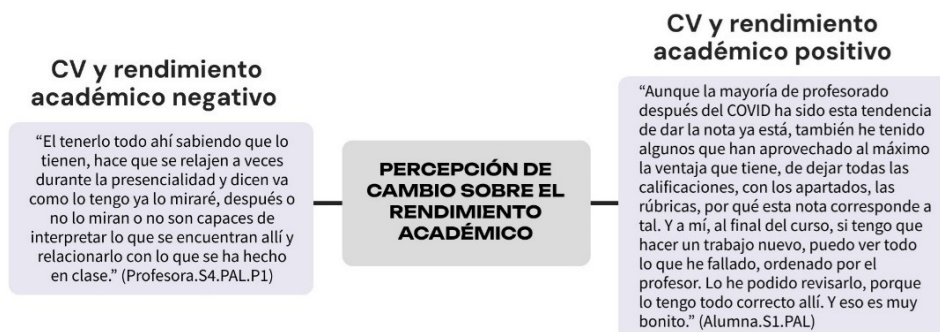 CV y rendimiento
académico negativo
“El tenerlo todo ahí sabiendo que lo
tienen, hace que se relajen a veces
durante la presencialidad y dicen va
como lo tengo ya lo miraré, después o
no lo miran o no son capaces de
interpretar lo que se encuentran allí y
relacionarlo con lo que se ha hecho
en clase.” (Profesora.S4.PAL.P1)
PERCEPCIÓN DE
CAMBIO SOBRE EL
RENDIMIENTO
ACADÉMICO
CV y rendimiento
académico positivo
“Aunque la mayoría de profesorado
después del COVID ha sido esta tendencia
de dar la nota ya está, también he tenido
algunos que han aprovechado al máximo
la ventaja que tiene, de dejar todas las
calificaciones, con los apartados, las
rúbricas, por qué esta nota corresponde a
tal. Y a mí, al final del curso, si tengo que
hacer un trabajo nuevo, puedo ver todo
lo que he fallado, ordenado por el
profesor. Lo he podido revisarlo, porque
lo tengo todo correcto allí. Y eso es muy
bonito.” (Alumna.S1.PAL)